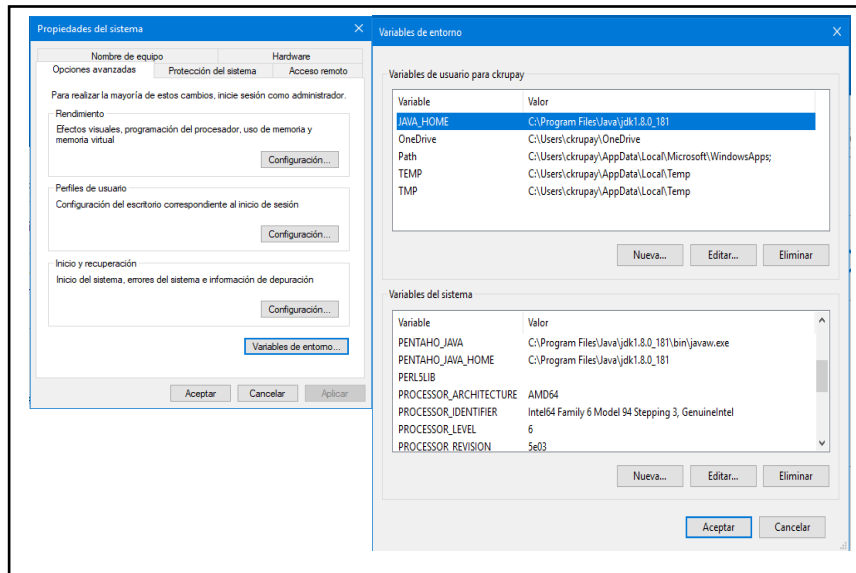 Propiedades del sistema
Nombre de equipo Hardware
Opciones avanzadas Protección del sistema Acceso remoto
Para realizar la mayoría de estos cambios, inicie sesión como administrador.
Rendimiento
Efectos visuales, programación del procesador, uso de memoria y
memoria virtual
Configuración...
Perfiles de usuario
Configuración del escritorio correspondiente al inicio de sesión
Configuración...
Inicio y recuperación
Inicio del sistema, errores del sistema e información de depuración
Configuración...
Variables de entorno...
Aceptar Cancelar Aplicar
Variables de entorno
Variables de usuario para ckrupay
Variable Valor
JAVA_HOME C:\Program Files\Java\jdk1.8.0_181
OneDrive C:\Users\ckrupay\OneDrive
Path C:\Users\ckrupay\AppData\Local\Microsoft\WindowsApps;
TEMP C:\Users\ckrupay\AppData\Local\Temp
TMP C:\Users\ckrupay\AppData\Local\Temp
Nueva... Editar... Eliminar
Variables del sistema
Variable Valor
PENTAHO_JAVA C:\Program Files\Java\jdk1.8.0_181\bin\javaw.exe
PENTAHO_JAVA_HOME C:\Program Files\Java\jdk1.8.0_181
PERL5LIB
PROCESSOR_ARCHITECTURE AMD64
PROCESSOR_IDENTIFIER Intel64 Family 6 Model 94 Stepping 3, GenuineIntel
PROCESSOR_LEVEL 6
PROCESSOR_REVISION 5e03
Nueva... Editar... Eliminar
Aceptar Cancelar